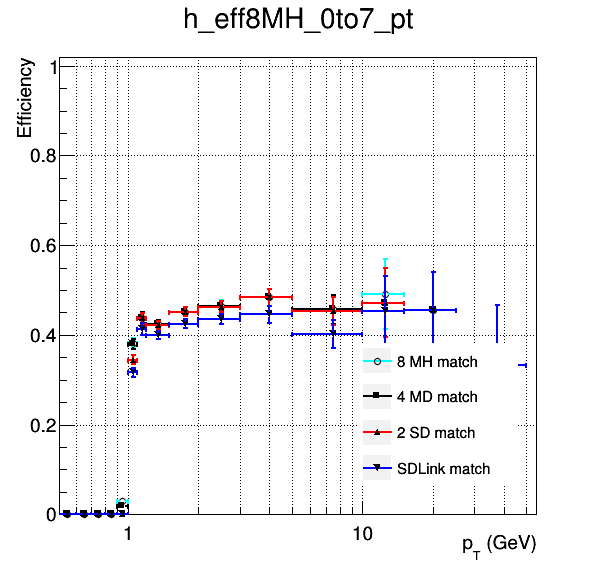 h_eff8MH_0to7_pt
Efficiency
1
0.8
0.6
0.4
0.2
0
8 MH match
4 MD match
2 SD match
SDLink match
1
10
p_T (GeV)